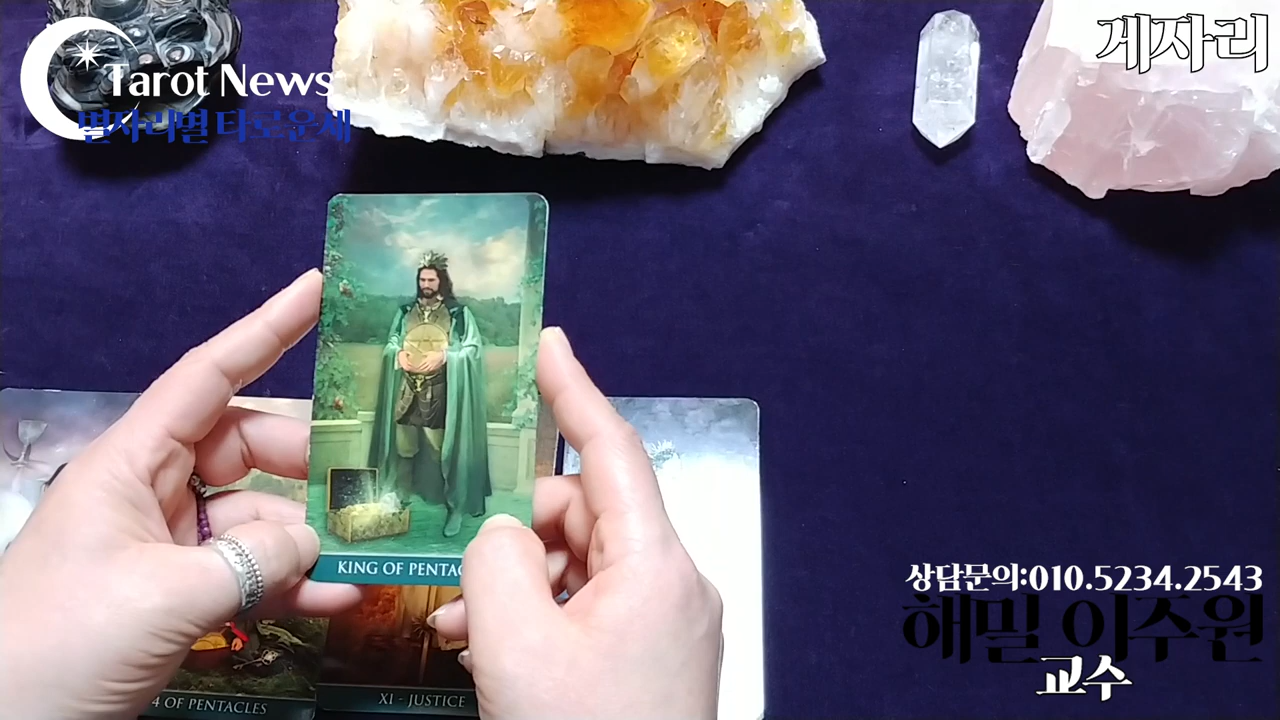 Tarot News
별자리별 타로운세
게자리
KING OF PENTAC
4 OF PENTACLES
XI - JUSTICE
상담문의:010.5234.2543
해밀 이주원
교수